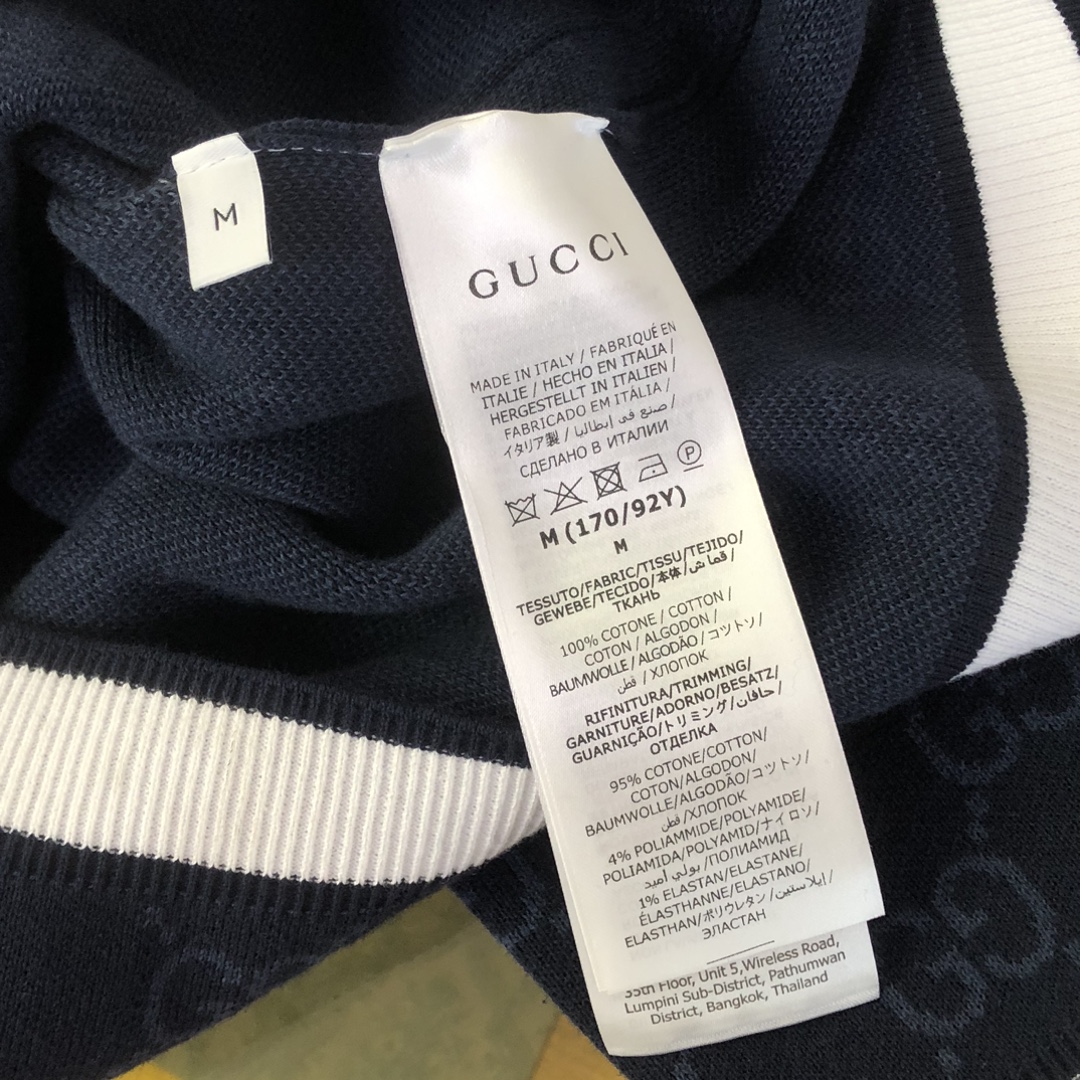 M
GUCCI
MADE IN ITALY / FABRIQUÉ EN
ITALIE / HECHO EN ITALIA /
HERGESTELLT IN ITALIEN /
FABRICADO EM ITÁLIA /
イタリア製 / صنع في إيطاليا /
СДЕЛАНО В ИТАЛИИ
P
M (170/92Y)
M
TESSUTO/FABRIC/TISSU/TEJIDO/
GEWEBE/TECIDO/本体/قماش/
ТКАНЬ
100% COTONE / COTTON /
COTON / ALGODON /
BAUMWOLLE / ALGODÃO / コットン/
قطن / ХЛОПОК
RIFINITURA/TRIMMING/
GARNITURE/ADORNO/BESATZ/
GUARNIÇÃO/トリミング/حافان/
ОТДЕЛКА
95% COTONE/COTTON/
COTON/ALGODON/
BAUMWOLLE/ALGODÃO/コットン/
قطن/ХЛОПОК
4% POLIAMMIDE/POLYAMIDE/
POLIAMIDA/POLYAMID/ナイロン/
بولي أميد/ПОЛИАМИД
1% ELASTAN/ELASTANE/
ÉLASTHANNE/ELASTANO/
ELASTHAN/ポリウレタン/إيلاستين/
ЭЛАСТАН
35th Floor, Unit 5,Wireless Road,
Lumpini Sub-District, Pathumwan
District, Bangkok, Thailand